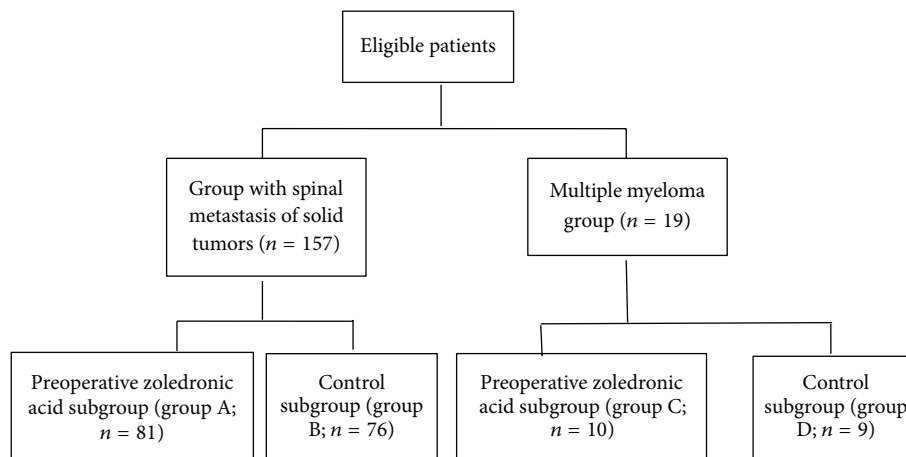 Eligible patients
Group with spinal
metastasis of solid
tumors (n = 157)
Multiple myeloma
group (n = 19)
Preoperative zoledronic
acid subgroup (group A;
n = 81)
Control
subgroup (group
B; n = 76)
Preoperative zoledronic
acid subgroup (group C;
n = 10)
Control
subgroup (group
D; n = 9)